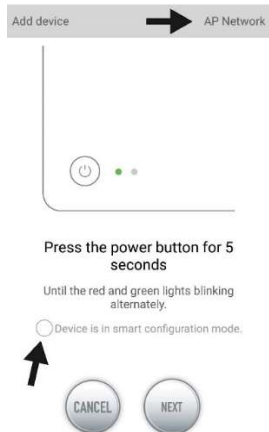 Add device AP Network
Press the power button for 5
seconds
Until the red and green lights blinking
alternately.
Device is in smart configuration mode.
CANCEL NEXT